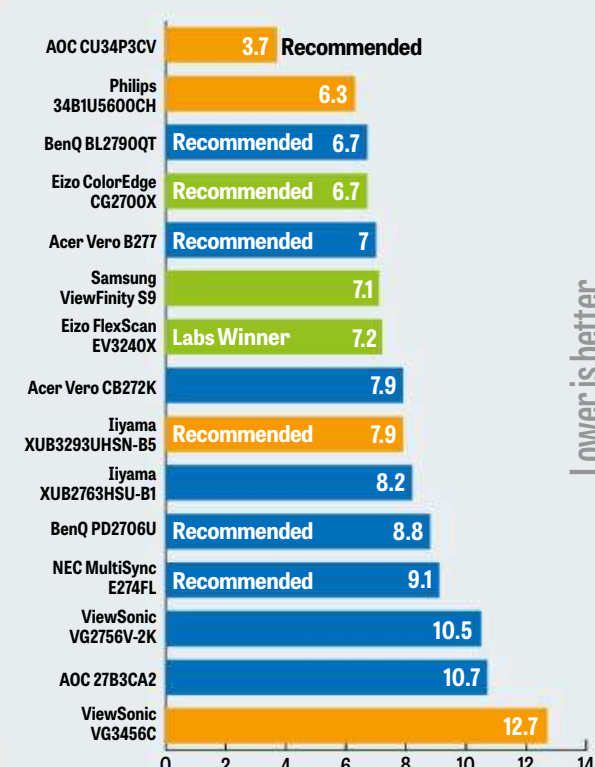 AOC CU34P3CV 3.7 Recommended
Philips
34B1U5600CH 6.3
BenQ BL2790QT Recommended 6.7
Eizo ColorEdge
CG2700X Recommended 6.7
Acer Vero B277 Recommended 7
Samsung
ViewFinity S9 7.1
Eizo FlexScan
EV3240X Labs Winner 7.2
Acer Vero CB272K 7.9
Iiyama
XUB3293UHSN-B5 Recommended 7.9
Iiyama
XUB2763HSU-B1 8.2
BenQ PD2706U Recommended 8.8
NEC MultiSync
E274FL Recommended 9.1
ViewSonic
VG2756V-2K 10.5
AOC 27B3CA2 10.7
ViewSonic
VG3456C 12.7
0 2 4 6 8 10 12 14
Lower is better